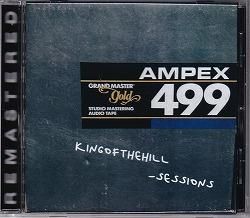 REMASTERED
AMPEX
GRAND MASTER
Gold
STUDIO MASTERING
AUDIO TAPE
499
KINGOFTHEHILL
-SESSIONS